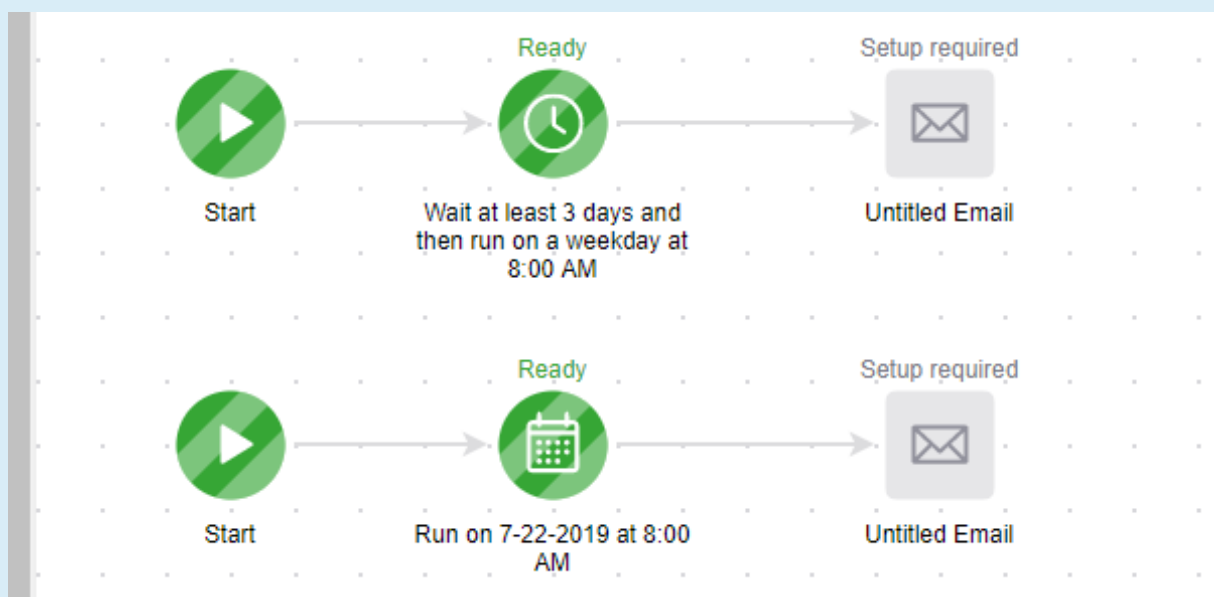 Ready
Setup required
Start
Wait at least 3 days and
then run on a weekday at
8:00 AM
Untitled Email
Ready
Setup required
Start
Run on 7-22-2019 at 8:00
AM
Untitled Email